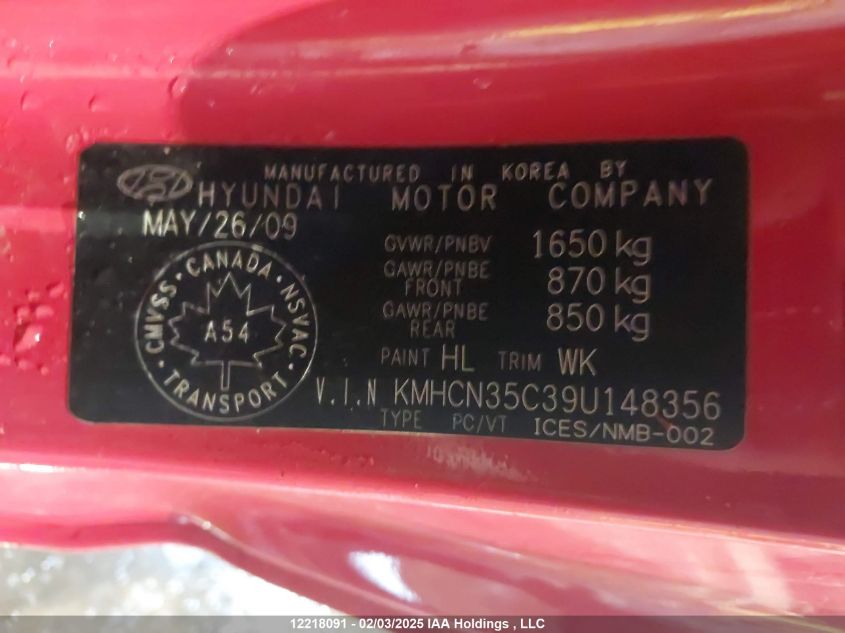 MANUFACTURED IN KOREA BY
HYUNDAI MOTOR COMPANY
MAY/26/09
GVWR/PNBV 1650 kg
GAWR/PNBE FRONT 870 kg
GAWR/PNBE REAR 850 kg
CMVSS · CANADA · NSVAC · TRANSPORT ·
A54
PAINT HL TRIM WK
V.I.N KMHCN35C39U148356
TYPE PC/VT ICES/NMB-002
12218091 - 02/03/2025 IAA Holdings , LLC